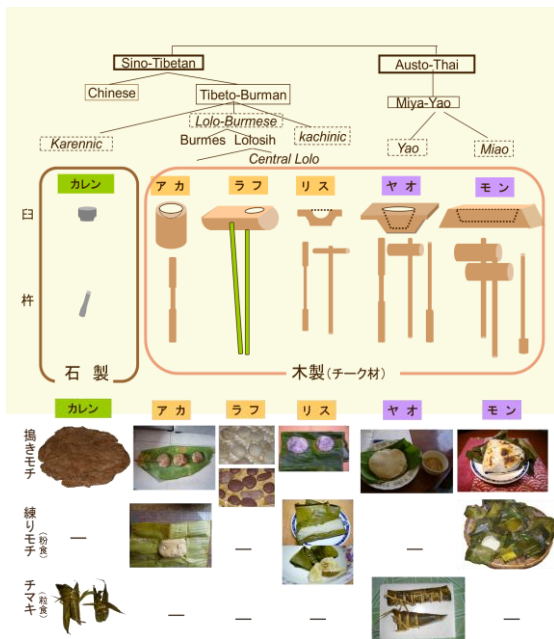 Sino-Tibetan Austo-Thai
Chinese Tibeto-Burman Miya-Yao
Lolo-Burmese
Karennic Burmes Lolosih kachinic Yao Miao
Central Lolo
カレン アカ ラフ リス ヤオ モン
臼
杵
石 製 木製(チーク材)
カレン アカ ラフ リス ヤオ モン
搗きモチ
練りモチ(粉食) — — —
チマキ(粒食) — — — —